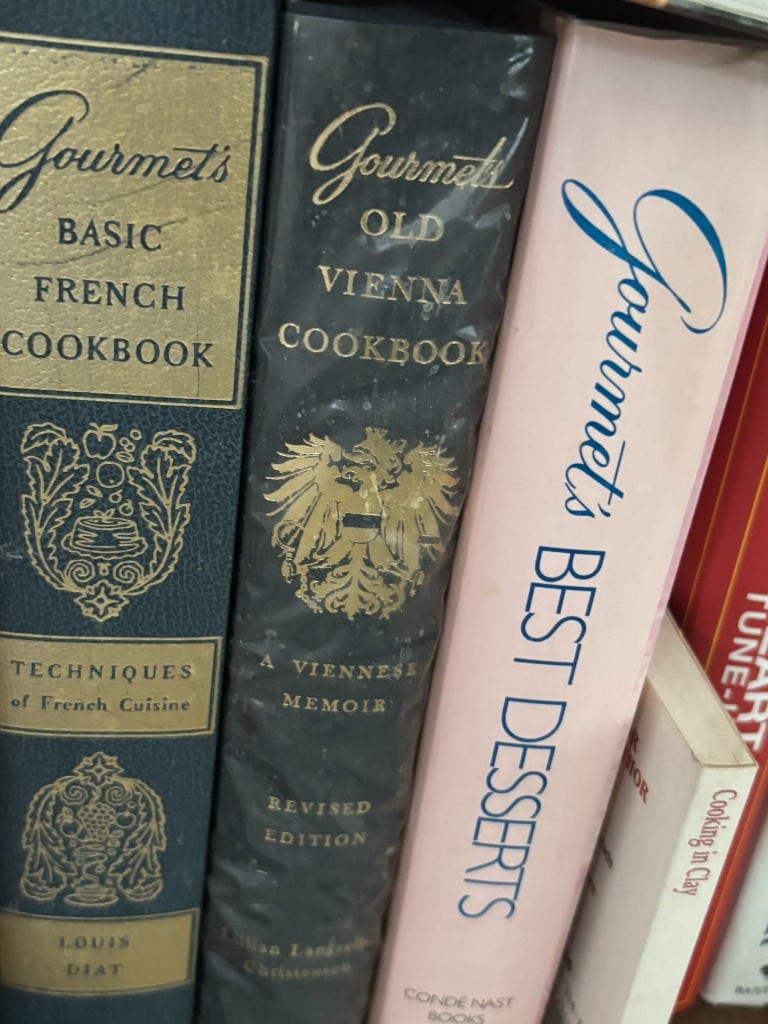 Gourmet's
BASIC
FRENCH
COOKBOOK
TECHNIQUES
of French Cuisine
LOUIS
DIAT
Gourmet's
OLD
VIENNA
COOKBOOK
A VIENNESE
MEMOIR
REVISED
EDITION
Lillian Langseth-
Christensen
Gourmet's BEST DESSERTS
CONDÉ NAST
BOOKS
Cooking in Clay
TUNE-